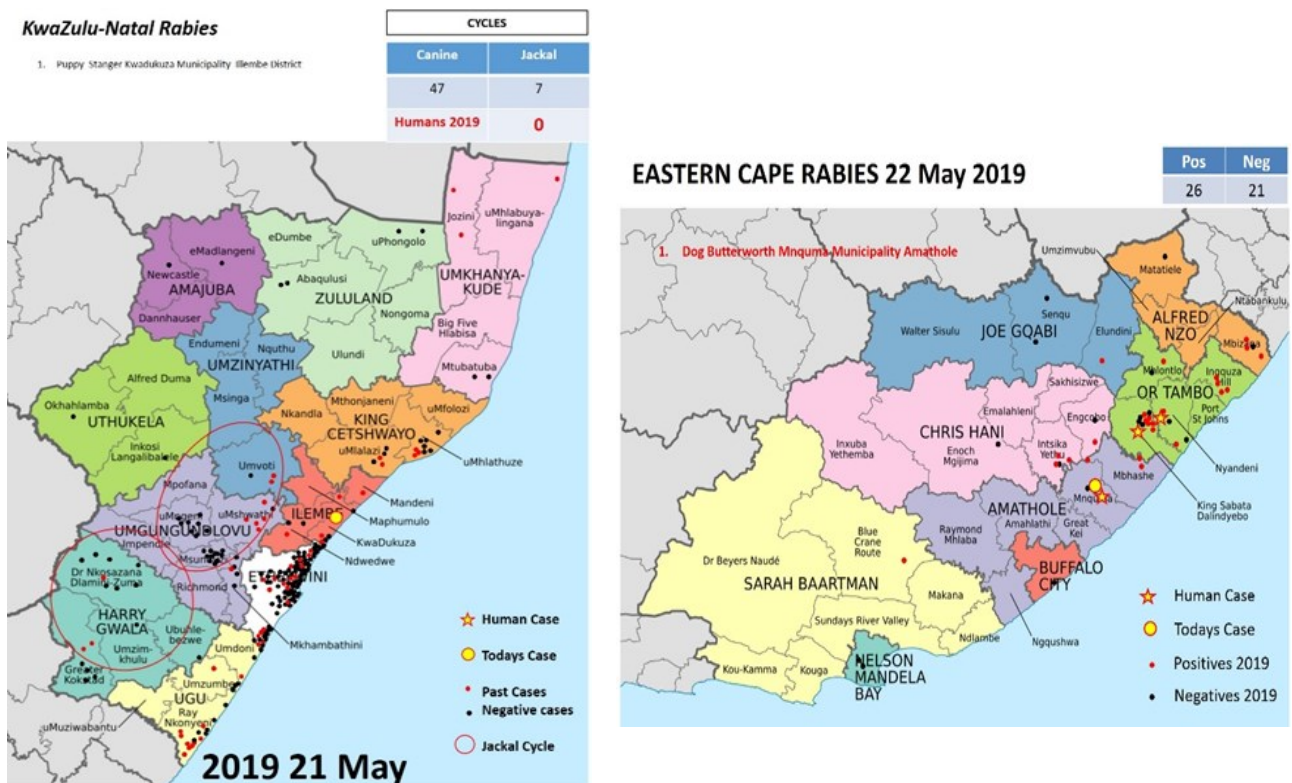 KwaZulu-Natal Rabies
1. Puppy Stanger Kwadukuza Municipality Illembe District
CYCLES
Canine Jackal
47 7
Humans 2019 0
eMadlangeni
Newcastle
AMAJUBA
Dannhauser
eDumbe
uPhongolo
Abaqulusi
ZULULAND
Nongoma
Ulundi
Jozini
uMhlabuya-
lingana
UMKHANYA-
KUDE
Big Five
Hlabisa
Mtubatuba
Endumeni
Nquthu
UMZINYATHI
Msinga
Umvoti
Alfred Duma
Okhahlamba
UTHUKELA
Inkosi
Langalibalele
Mthonjaneni
Nkandla
uMfolozi
KING
CETSHWAYO
uMlalazi
uMhlathuze
Mandeni
Maphumulo
ILEMBE
KwaDukuza
Ndwedwe
Mpofana
uMshwathi
UMGUNGUNDLOVU
Impendle
Richmond
Mkhambathini
Dr Nkosazana
Dlamini-Zuma
HARRY
GWALA
Ubuhle-
bezwe
Umzim-
khulu
Greater
Kokstad
Umdoni
Umzumbe
UGU
Ray
Nkonyeni
uMuziwabantu
Human Case
Todays Case
Past Cases
Negative cases
Jackal Cycle
2019 21 May
EASTERN CAPE RABIES 22 May 2019
Pos Neg
26 21
1. Dog Butterworth Mnquma Municipality Amathole
Umzimvubu
Matatiele
Ntabankulu
ALFRED
NZO
Mbizana
Walter Sisulu
JOE GQABI
Senqu
Elundini
Mhlontlo
Ingquza
Hill
OR TAMBO
Port
St Johns
Nyandeni
King Sabata
Dalindyebo
Sakhisizwe
Emalahleni
Engcobo
CHRIS HANI
Inxuba
Yethemba
Enoch
Mgijima
Intsika
Yethu
Mbhashe
Mnquma
AMATHOLE
Amahlathi
Raymond
Mhlaba
Great
Kei
BUFFALO
CITY
Ngqushwa
Dr Beyers Naudé
Blue
Crane
Route
SARAH BAARTMAN
Makana
Sundays River Valley
Ndlambe
Kou-Kamma
Kouga
NELSON
MANDELA
BAY
Human Case
Todays Case
Positives 2019
Negatives 2019